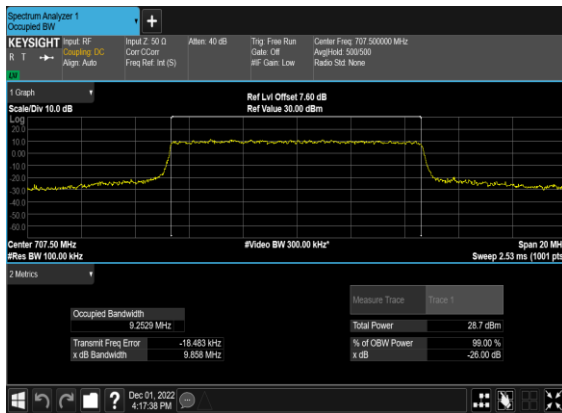 Spectrum Analyzer 1
Occupied BW
+
KEYSIGHT Input: RF Input Z: 50 Ω Atten: 40 dB Trig: Free Run Center Freq: 707.500000 MHz
R T Coupling: DC Corr CCorr Gate: Off Avg|Hold: 500/500
Align: Auto Freq Ref: Int (S) #IF Gain: Low Radio Std: None
1 Graph
Ref Lvl Offset 7.60 dB
Scale/Div 10.0 dB Ref Value 30.00 dBm
Log
20.0
10.0
0.00
-10.0
-20.0
-30.0
-40.0
-50.0
-60.0
Center 707.50 MHz #Video BW 300.00 kHz* Span 20 MH
#Res BW 100.00 kHz Sweep 2.53 ms (1001 pts
2 Metrics
Measure Trace Trace 1
Occupied Bandwidth
9.2529 MHz
Total Power 28.7 dBm
Transmit Freq Error -18.483 kHz % of OBW Power 99.00 %
x dB Bandwidth 9.858 MHz x dB -26.00 dB
? Dec 01, 2022
4:17:38 PM